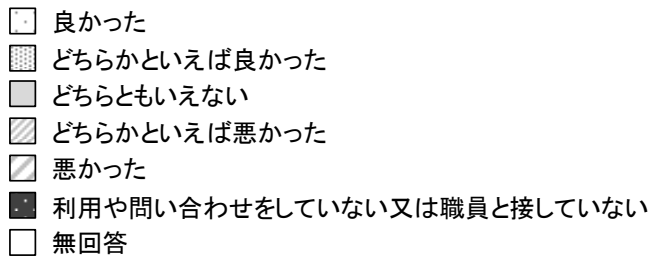 良かった
どちらかといえば良かった
どちらともいえない
どちらかといえば悪かった
悪かった
利用や問い合わせをしていない又は職員と接していない
無回答